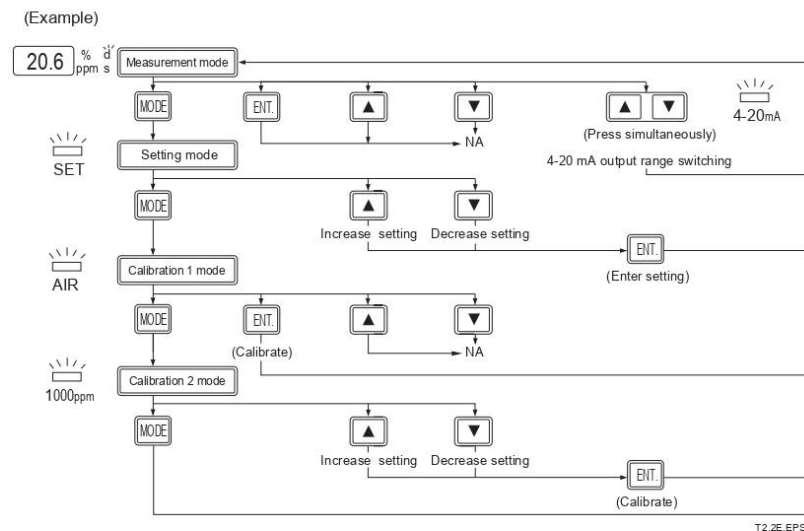 (Example)
20.6 % ppm d s
Measurement mode
MODE ENT. ▲ ▼ ▲ ▼ 4-20mA
NA (Press simultaneously)
SET Setting mode 4-20 mA output range switching
MODE ▲ ▼
Increase setting Decrease setting
ENT.
(Enter setting)
AIR Calibration 1 mode
MODE ENT. ▲ ▼
(Calibrate) NA
1000ppm Calibration 2 mode
MODE ▲ ▼
Increase setting Decrease setting
ENT.
(Calibrate)
T2.2E.EPS